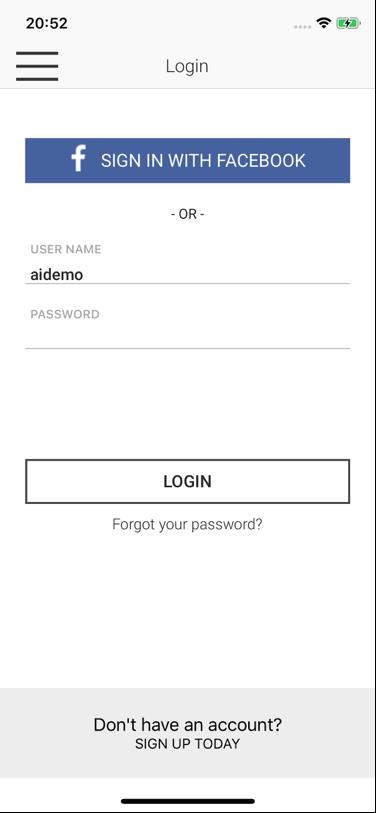 20:52
Login
f SIGN IN WITH FACEBOOK
- OR -
USER NAME
aidemo
PASSWORD
LOGIN
Forgot your password?
Don't have an account?
SIGN UP TODAY